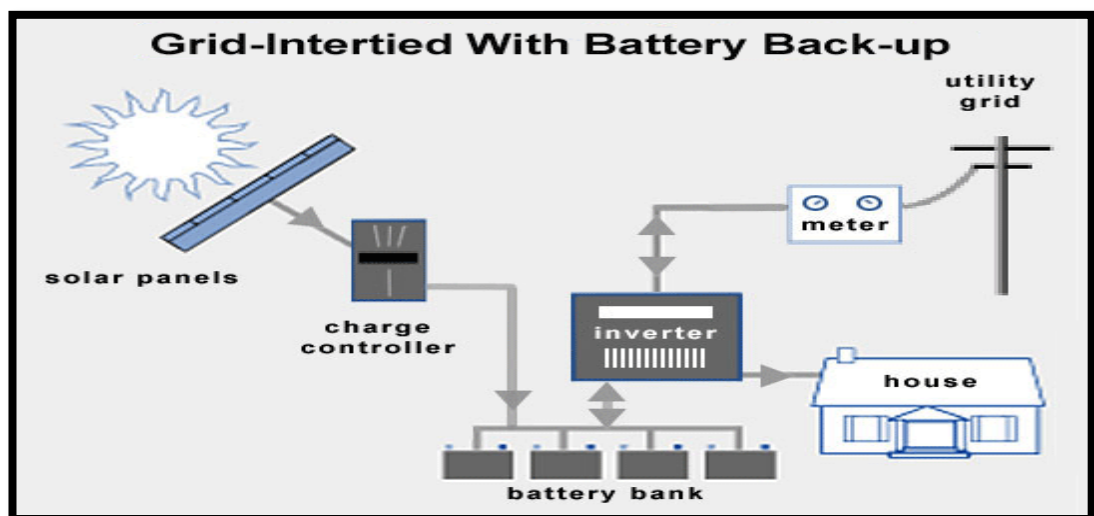 Grid-Intertied With Battery Back-up
utility
grid
meter
solar panels
charge
controller
inverter
house
battery bank